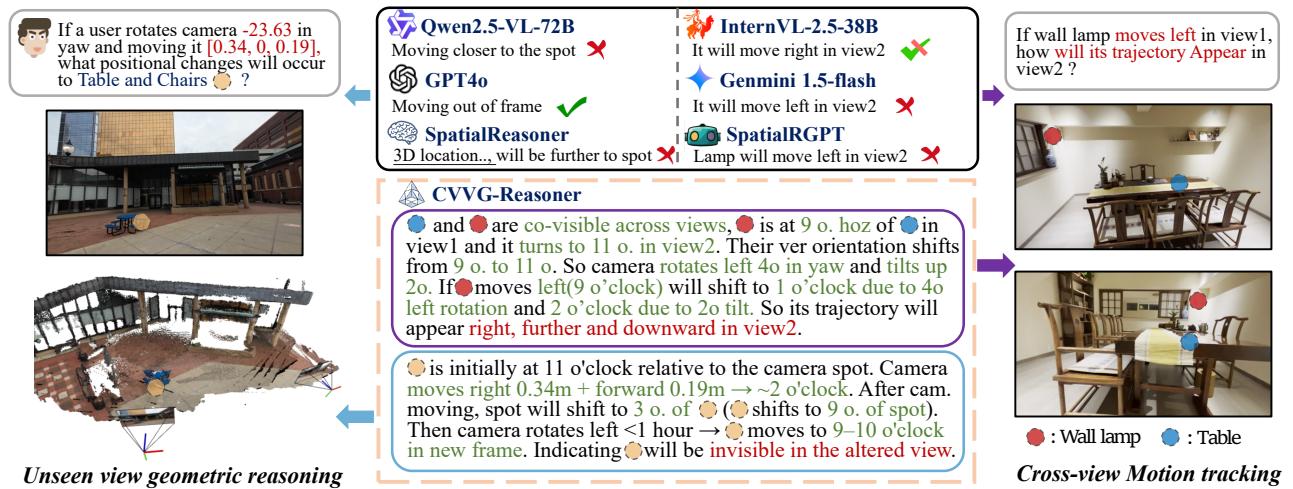 If a user rotates camera -23.63 in
yaw and moving it [0.34, 0, 0.19],
what positional changes will occur
to Table and Chairs ?
Unseen view geometric reasoning
Qwen2.5-VL-72B
Moving closer to the spot
GPT4o
Moving out of frame
SpatialReasoner
3D location.., will be further to spot
InternVL-2.5-38B
It will move right in view2
Genmini 1.5-flash
It will move left in view2
SpatialRGPT
Lamp will move left in view2
CVVG-Reasoner
and are co-visible across views, is at 9 o. hoz of in
view1 and it turns to 11 o. in view2. Their ver orientation shifts
from 9 o. to 11 o. So camera rotates left 4o in yaw and tilts up
2o. If moves left(9 o’clock) will shift to 1 o’clock due to 4o
left rotation and 2 o’clock due to 2o tilt. So its trajectory will
appear right, further and downward in view2.
is initially at 11 o'clock relative to the camera spot. Camera
moves right 0.34m + forward 0.19m → ~2 o'clock. After cam.
moving, spot will shift to 3 o. of ( shifts to 9 o. of spot).
Then camera rotates left <1 hour → moves to 9–10 o'clock
in new frame. Indicating will be invisible in the altered view.
If wall lamp moves left in view1,
how will its trajectory Appear in
view2 ?
: Wall lamp : Table
Cross-view Motion tracking